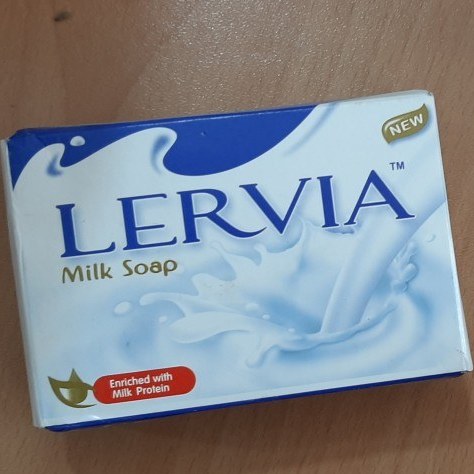 NEW
LERVIA™
Milk Soap
Enriched with
Milk Protein